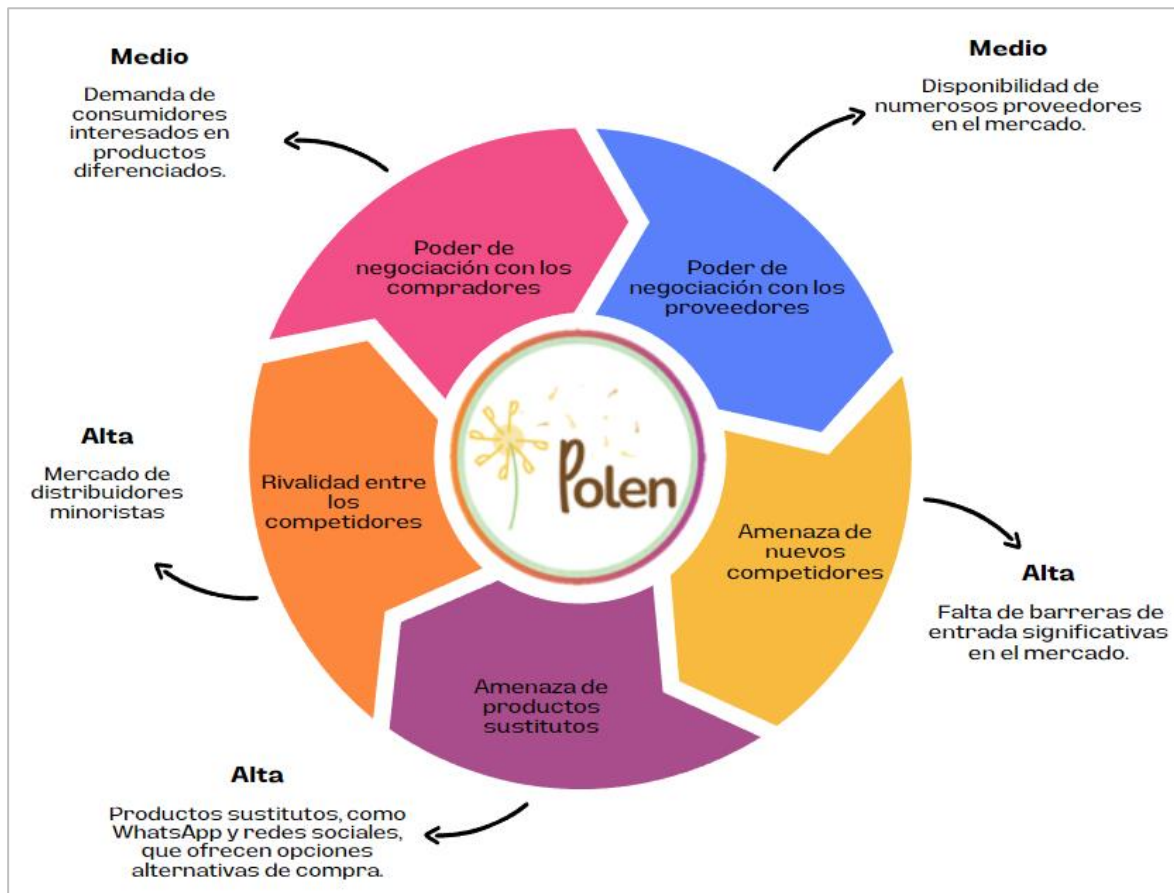 Medio
Demanda de
consumidores
interesados en
productos
diferenciados.
Medio
Disponibilidad de
numerosos proveedores
en el mercado.
Poder de
negociación con los
compradores
Poder de
negociación con los
proveedores
Alta
Mercado de
distribuidores
minoristas
Rivalidad entre
los
competidores
Polen
Amenaza de
nuevos
competidores
Alta
Falta de barreras de
entrada significativas
en el mercado.
Amenaza de
productos
sustitutos
Alta
Productos sustitutos, como
WhatsApp y redes sociales,
que ofrecen opciones
alternativas de compra.